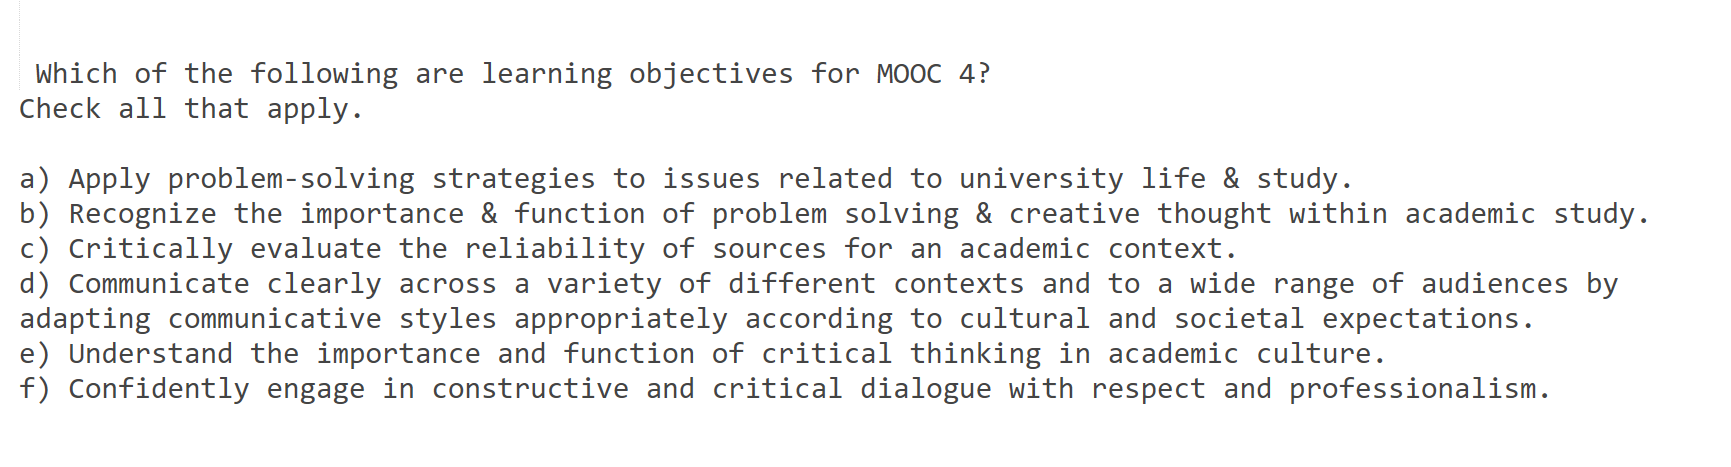 Which of the following are learning objectives for MOOC 4?
Check all that apply.
a) Apply problem-solving strategies to issues related to university life & study.
b) Recognize the importance & function of problem solving & creative thought within academic study.
c) Critically evaluate the reliability of sources for an academic context.
d) Communicate clearly across a variety of different contexts and to a wide range of audiences by
adapting communicative styles appropriately according to cultural and societal expectations.
e) Understand the importance and function of critical thinking in academic culture.
f) Confidently engage in constructive and critical dialogue with respect and professionalism.